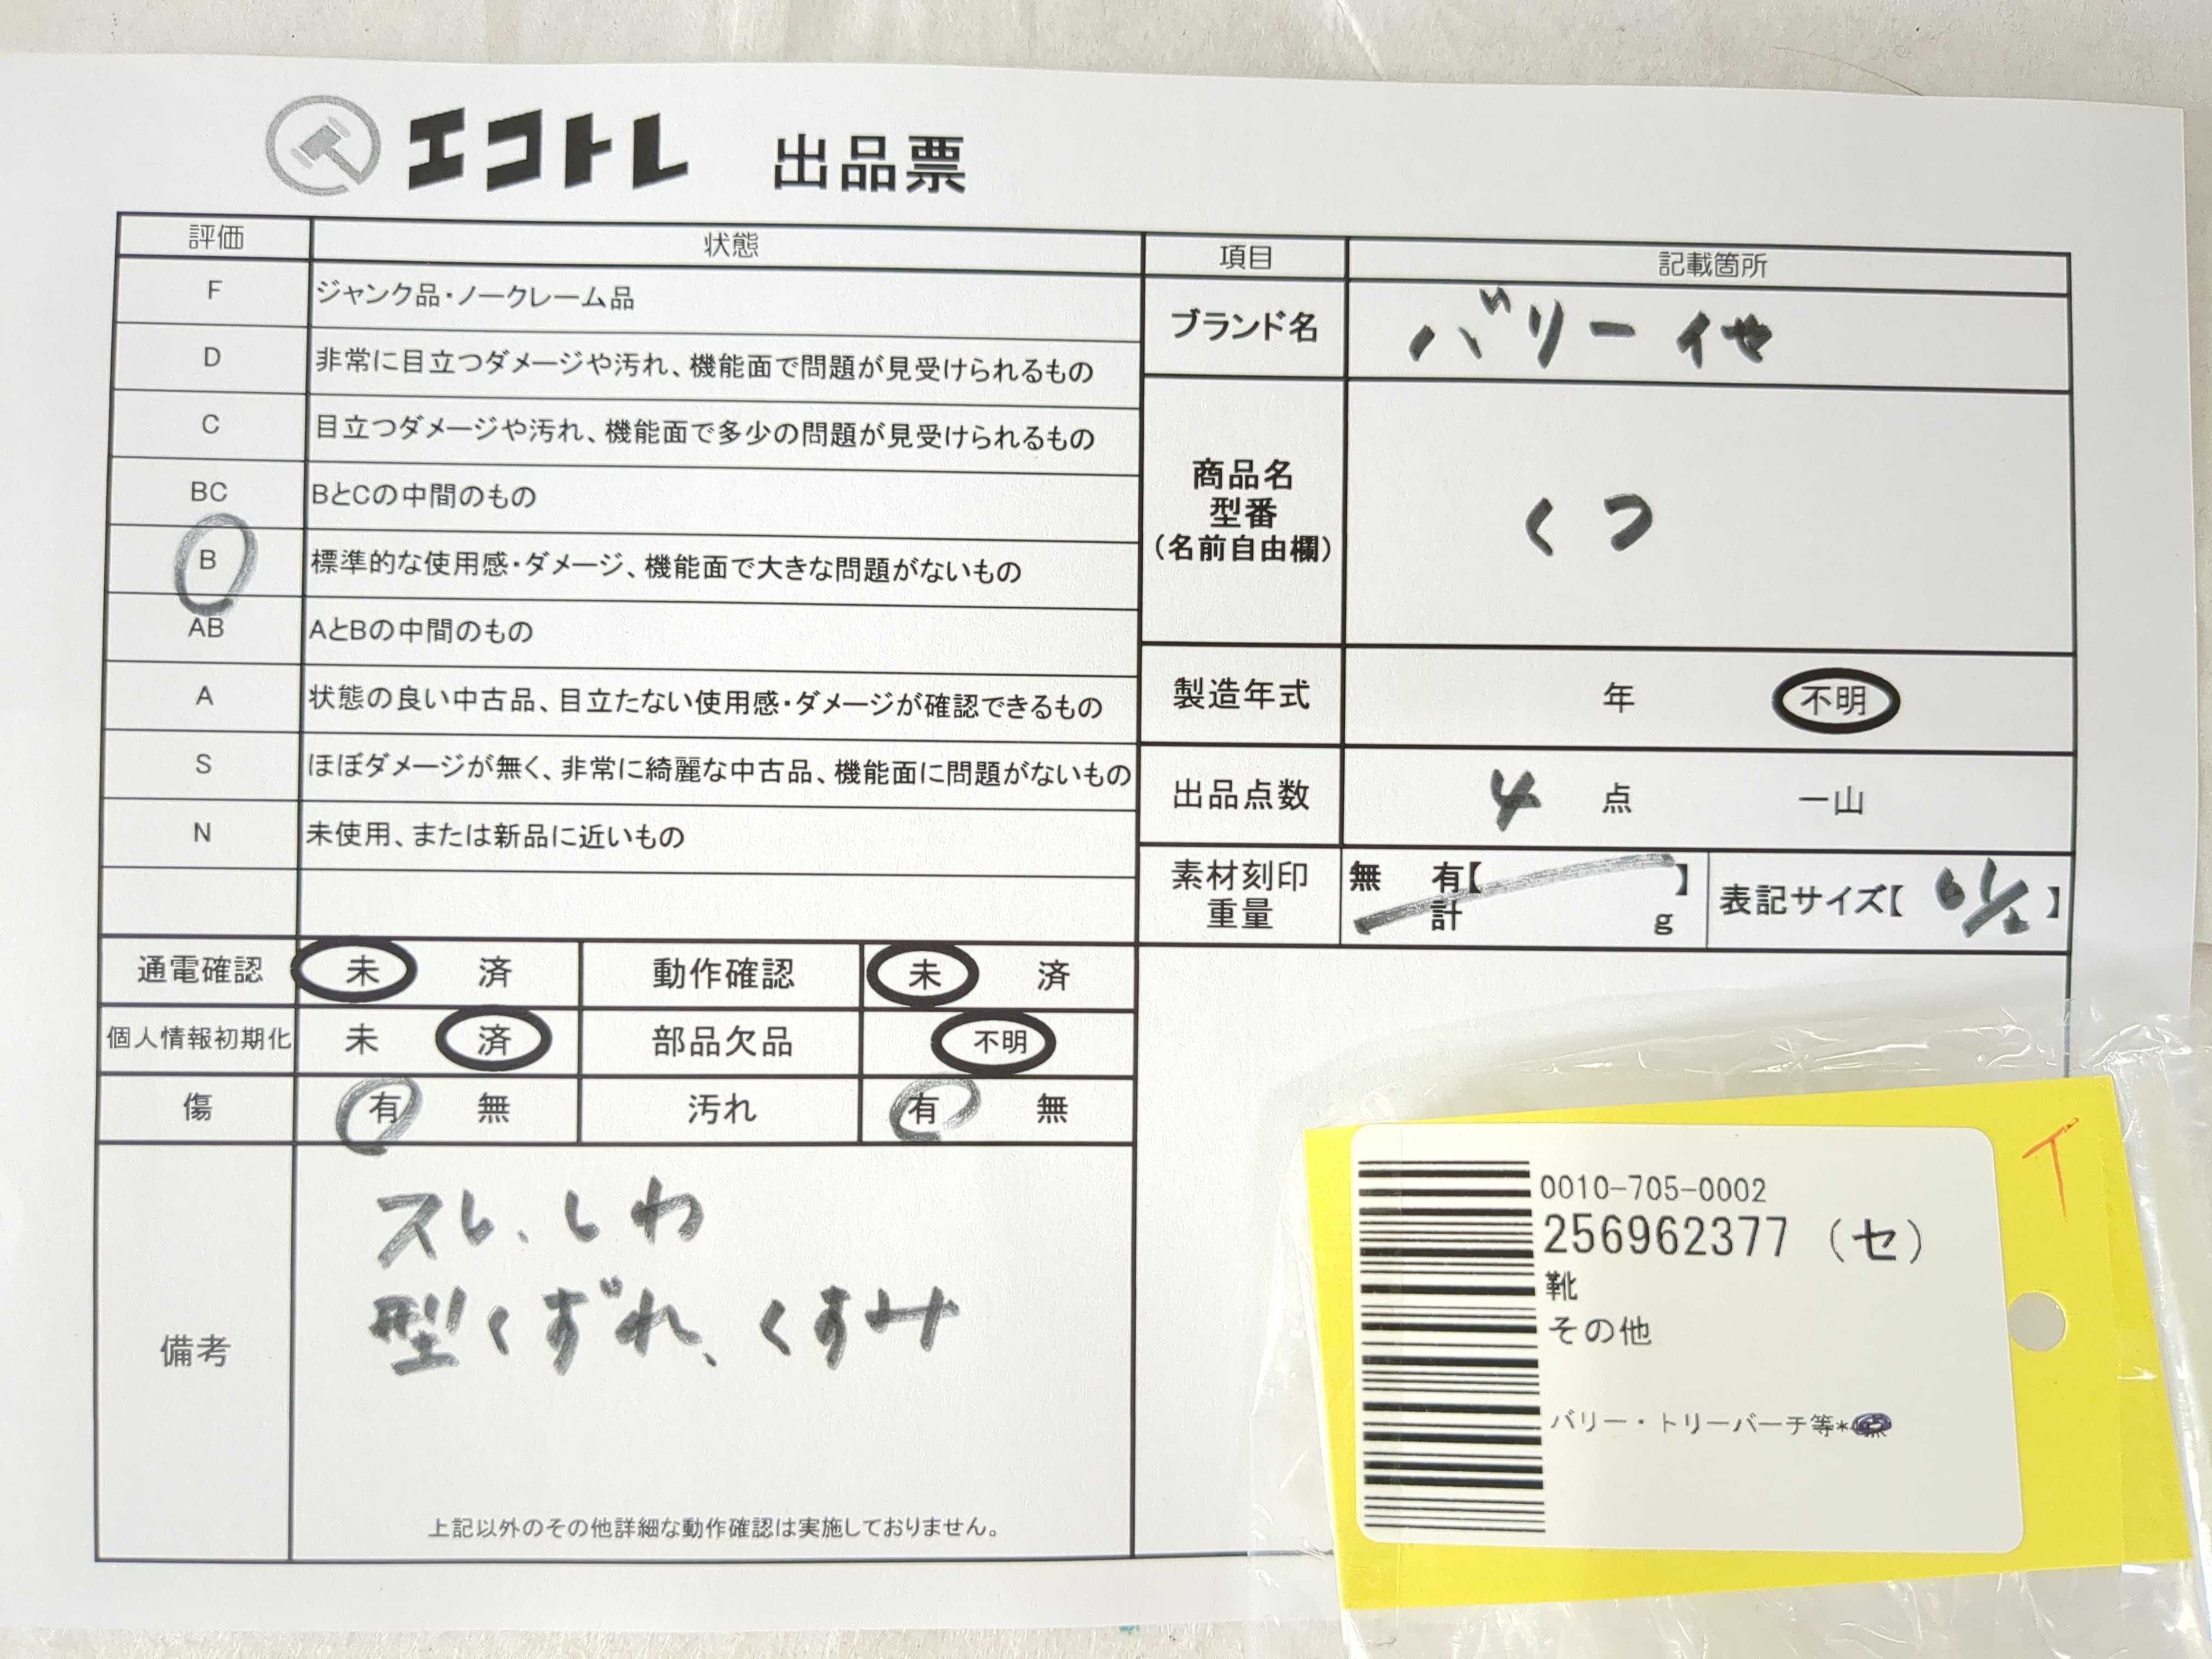 エコトレ 出品票
評価 状態
F ジャンク品・ノークレーム品
D 非常に目立つダメージや汚れ、機能面で問題が見受けられるもの
C 目立つダメージや汚れ、機能面で多少の問題が見受けられるもの
BC BとCの中間のもの
B 標準的な使用感・ダメージ、機能面で大きな問題がないもの
AB AとBの中間のもの
A 状態の良い中古品、目立たない使用感・ダメージが確認できるもの
S ほぼダメージが無く、非常に綺麗な中古品、機能面に問題がないもの
N 未使用、または新品に近いもの
項目 記載箇所
ブランド名 バリー 他
商品名
型番
(名前自由欄)
くつ
製造年式 年 不明
出品点数 4 点 一山
素材刻印 無 有【 】
重量 計 g
表記サイズ【 6 1/2 】
通電確認 未 済 動作確認 未 済
個人情報初期化 未 済 部品欠品 不明
傷 有 無 汚れ 有 無
備考
スレ、しわ
型くずれ、くすみ
上記以外のその他詳細な動作確認は実施しておりません。
0010-705-0002
256962377 (セ)
靴
その他
バリー・トリーバーチ等*
T